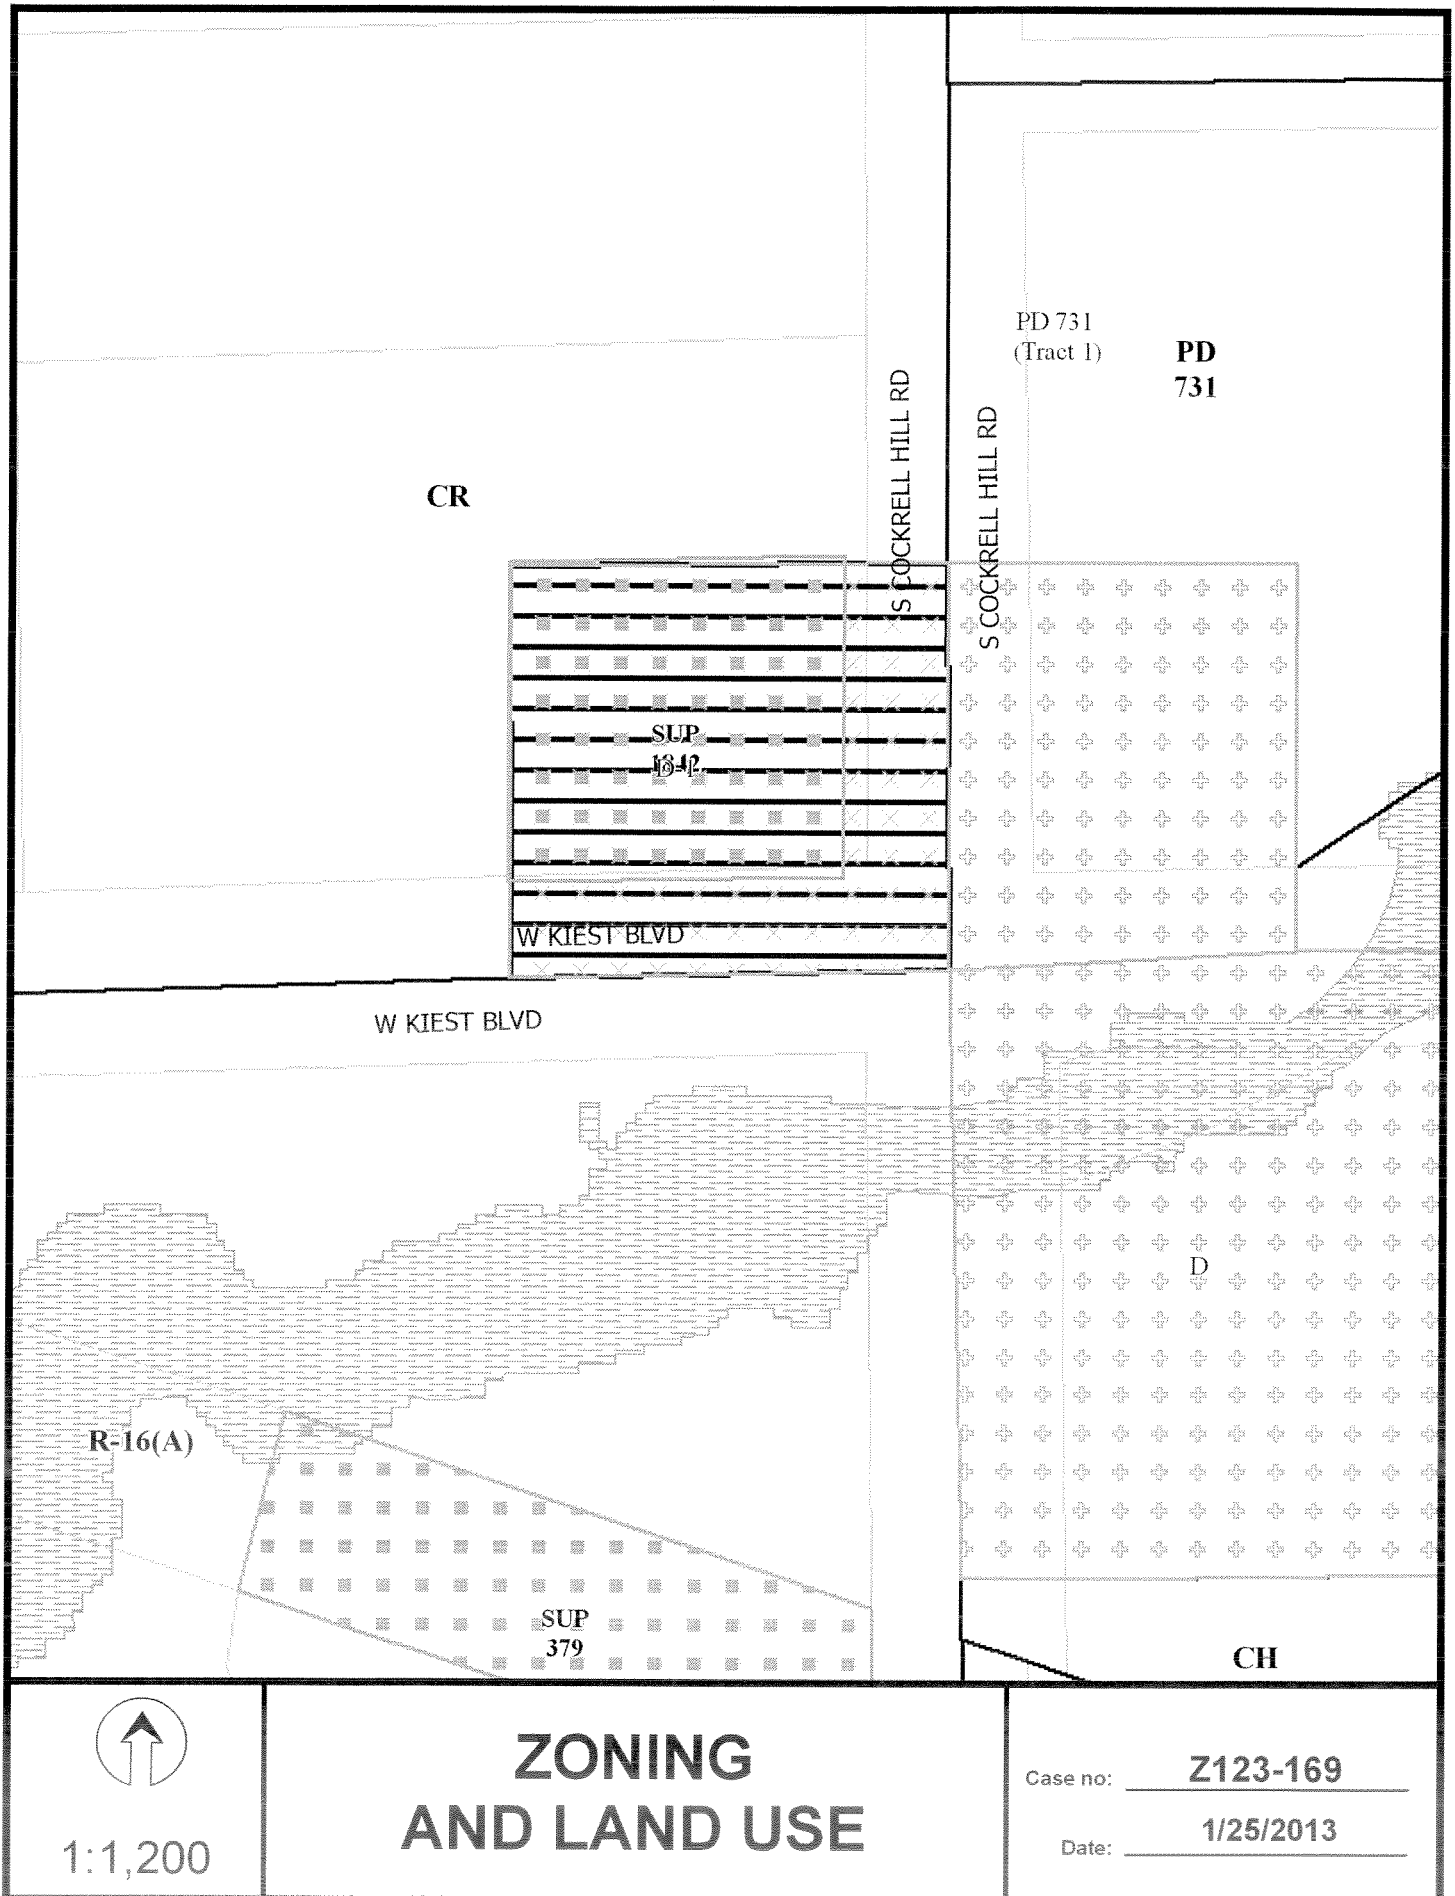 PD 731
(Tract 1)
PD
731
S COCKRELL HILL RD
S COCKRELL HILL RD
CR
SUP
W KIEST BLVD
W KIEST BLVD
D
R-16(A)
SUP
379
CH
1:1,200
ZONING
AND LAND USE
Case no: Z123-169
Date: 1/25/2013